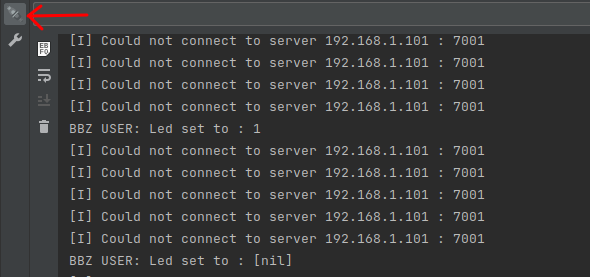 [I] Could not connect to server 192.168.1.101 : 7001
[I] Could not connect to server 192.168.1.101 : 7001
[I] Could not connect to server 192.168.1.101 : 7001
[I] Could not connect to server 192.168.1.101 : 7001
BBZ USER: Led set to : 1
[I] Could not connect to server 192.168.1.101 : 7001
[I] Could not connect to server 192.168.1.101 : 7001
[I] Could not connect to server 192.168.1.101 : 7001
[I] Could not connect to server 192.168.1.101 : 7001
[I] Could not connect to server 192.168.1.101 : 7001
BBZ USER: Led set to : [nil]